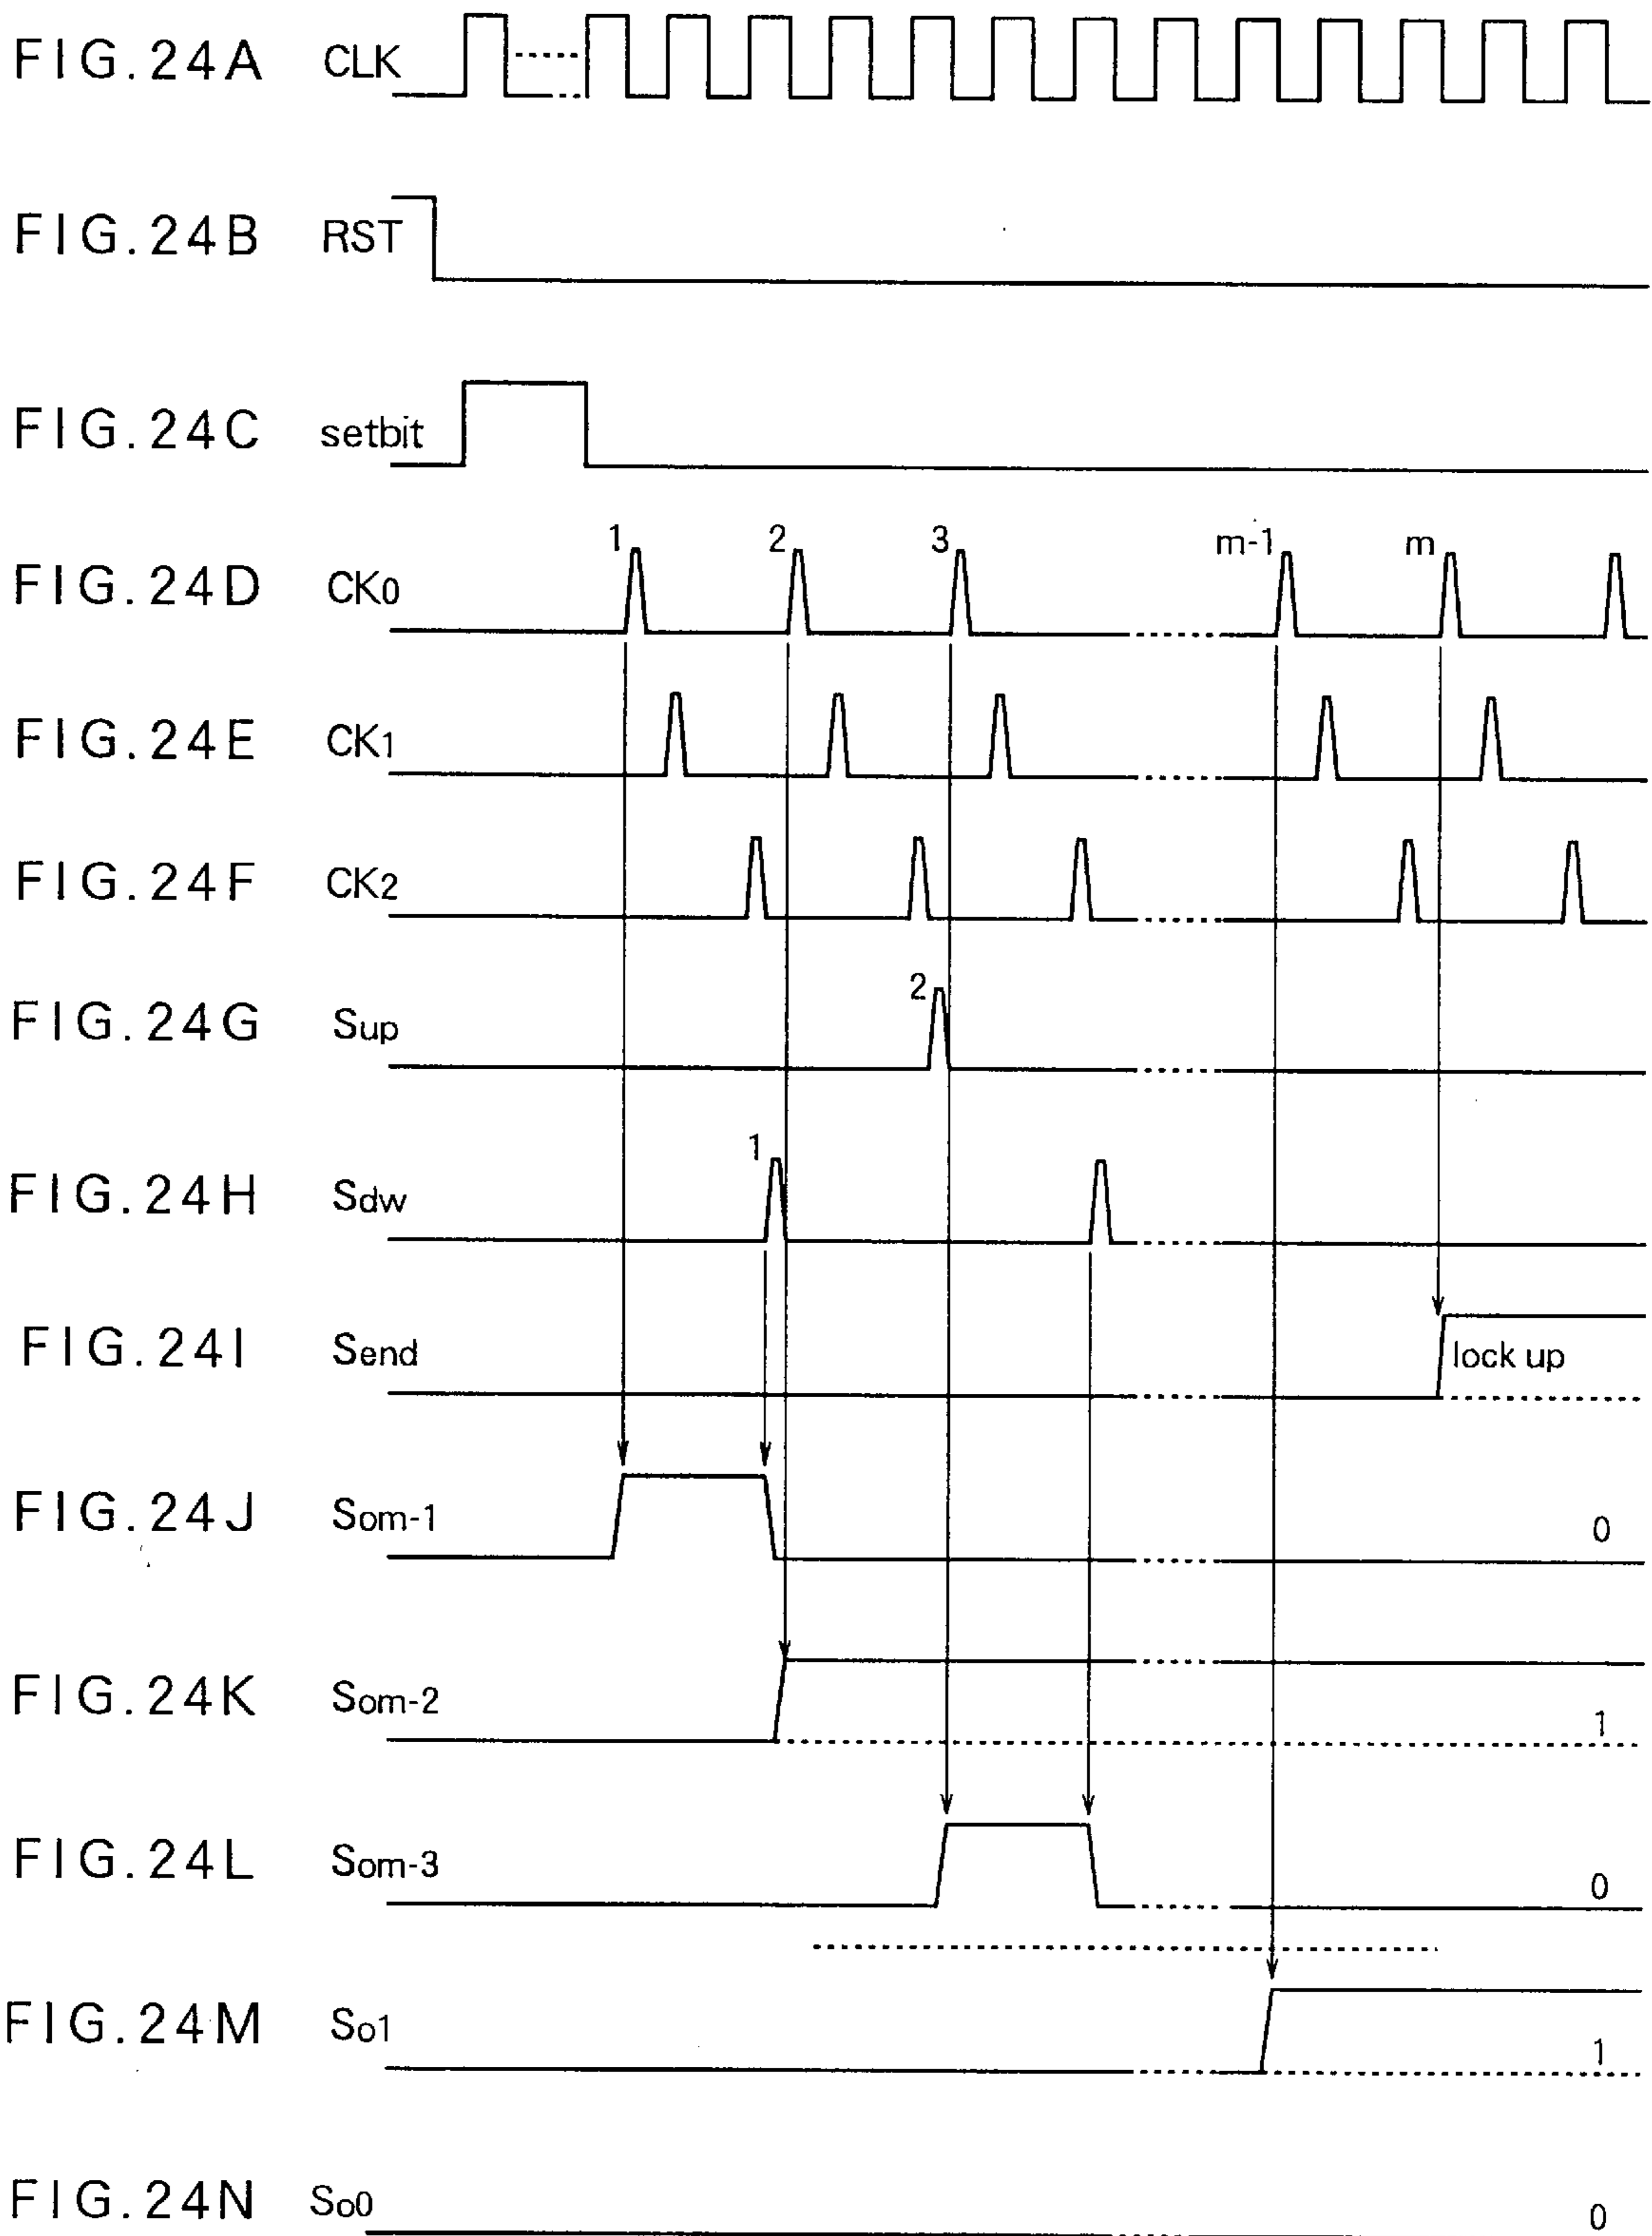 FIG.24A CLK
FIG.24B RST
FIG.24C setbit
1 2 3 m-1 m
FIG.24D CK0
FIG.24E CK1
FIG.24F CK2
2
FIG.24G Sup
1
FIG.24H Sdw
FIG.24I Send lock up
FIG.24J Som-1 0
FIG.24K Som-2 1
FIG.24L Som-3 0
FIG.24M So1 1
FIG.24N So0 0